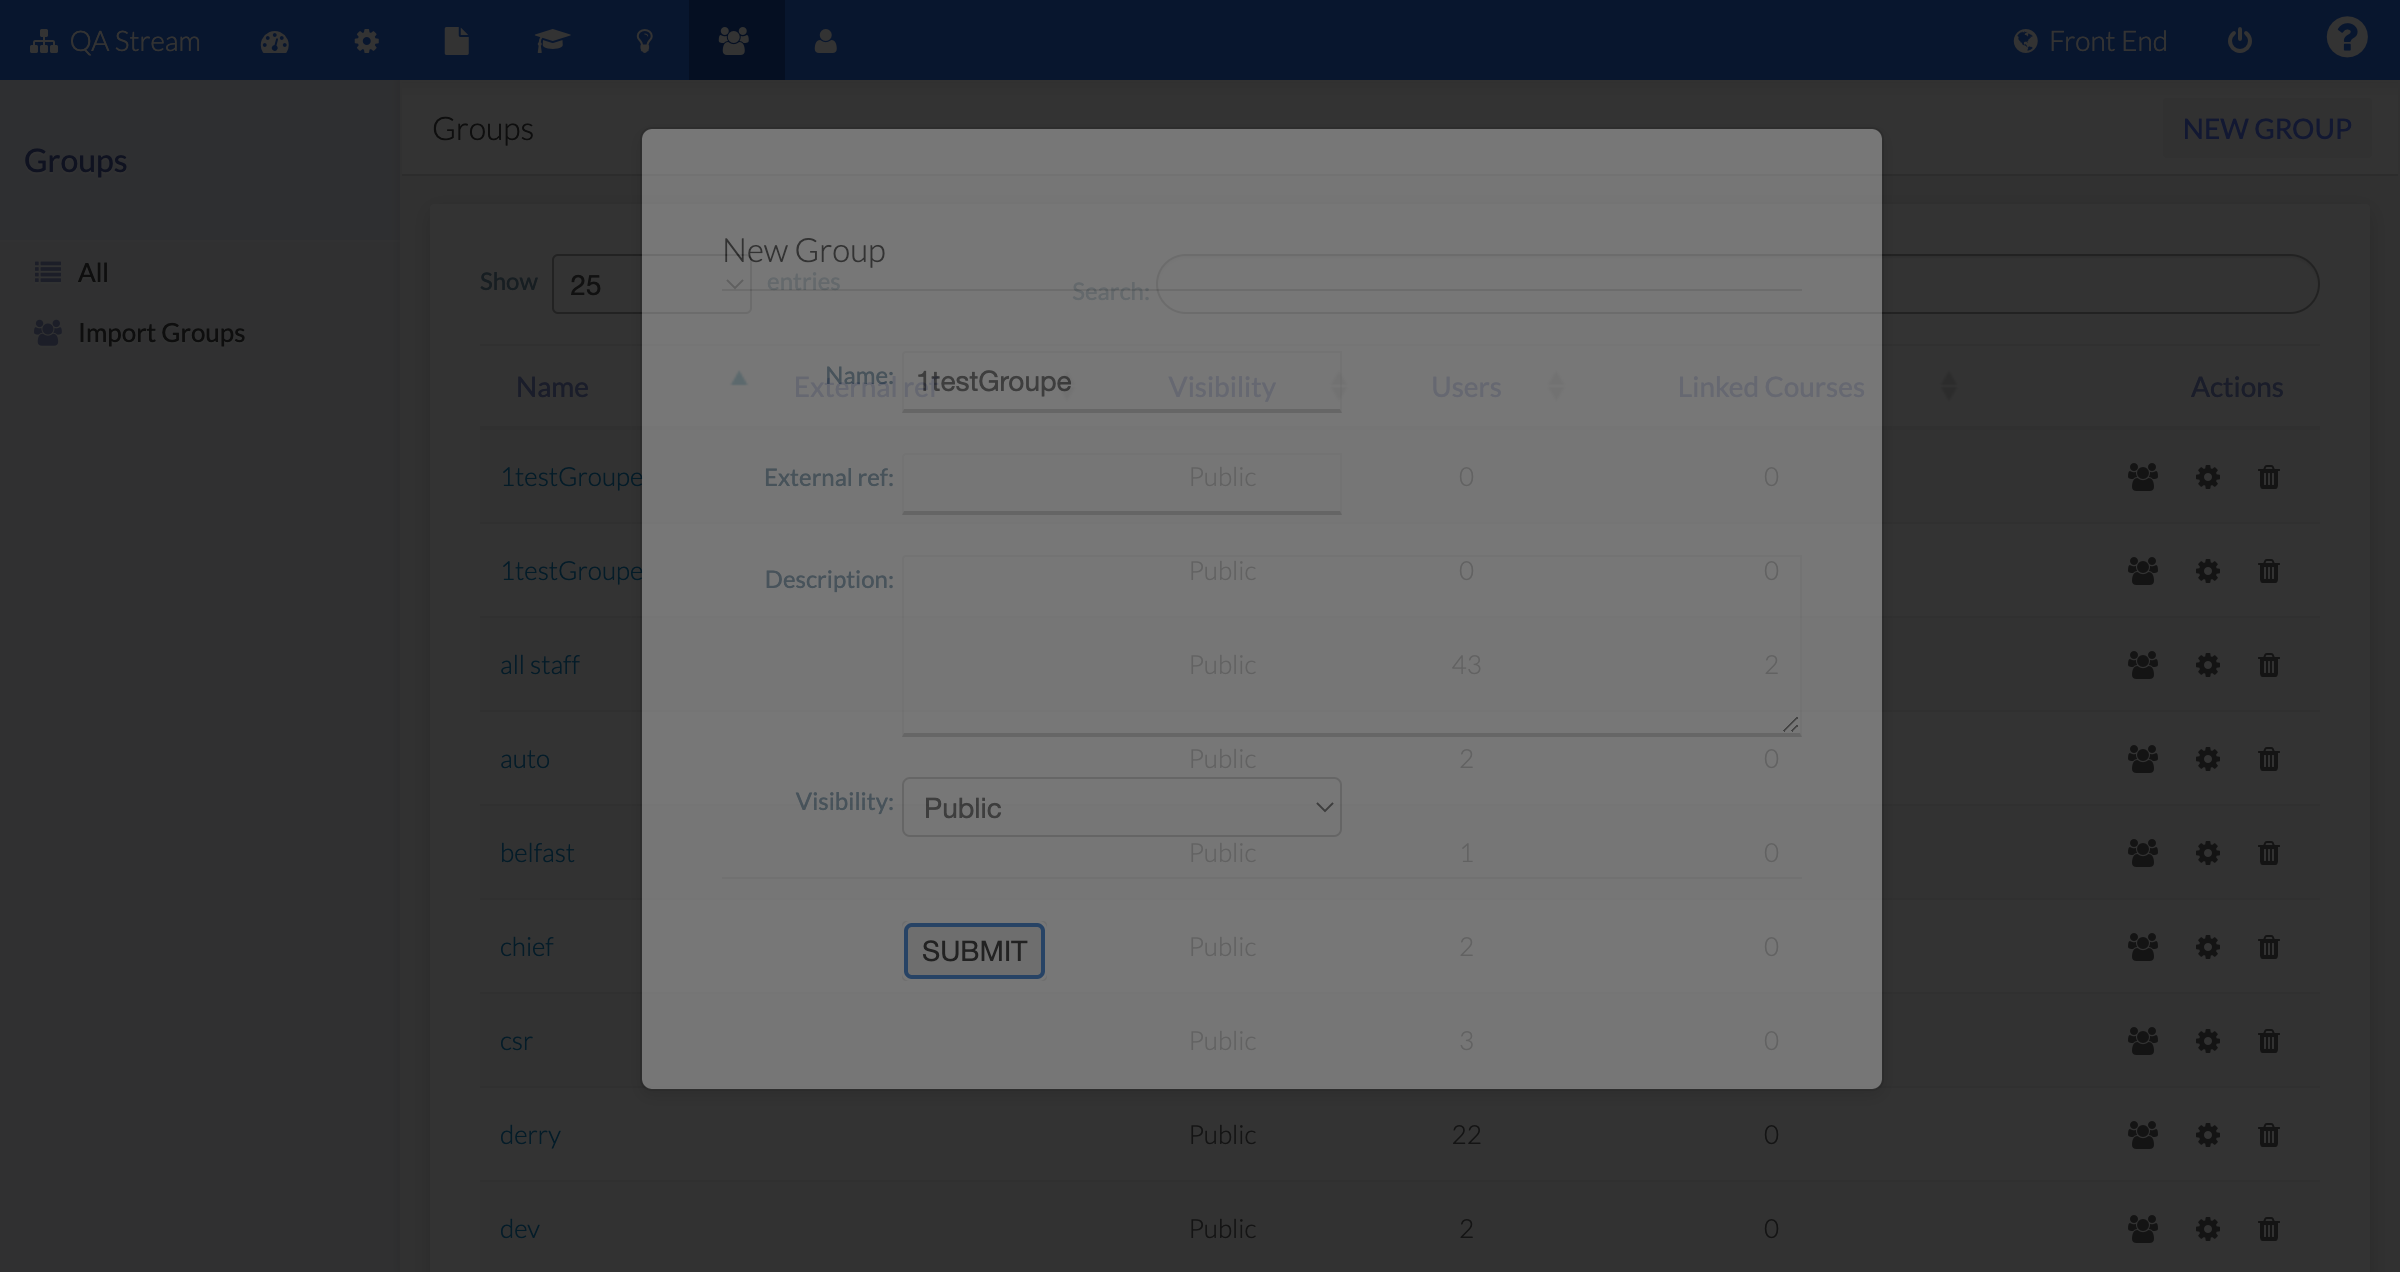 QA Stream
Front End
Groups
All
Import Groups
Groups
NEW GROUP
Show 25 entries
Search:
Name External ref Visibility Users Linked Courses Actions
1testGroupe Public 0 0
1testGroupe Public 0 0
all staff Public 43 2
auto Public 2 0
belfast Public 1 0
chief Public 2 0
csr Public 3 0
derry Public 22 0
dev Public 2 0
New Group
Name: 1testGroupe
External ref:
Description:
Visibility: Public
SUBMIT